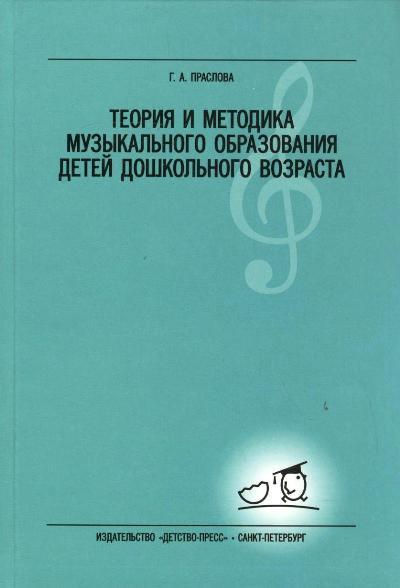 Г. А. ПРАСЛОВА
ТЕОРИЯ И МЕТОДИКА
МУЗЫКАЛЬНОГО ОБРАЗОВАНИЯ
ДЕТЕЙ ДОШКОЛЬНОГО ВОЗРАСТА
ИЗДАТЕЛЬСТВО «ДЕТСТВО-ПРЕСС» • САНКТ-ПЕТЕРБУРГ